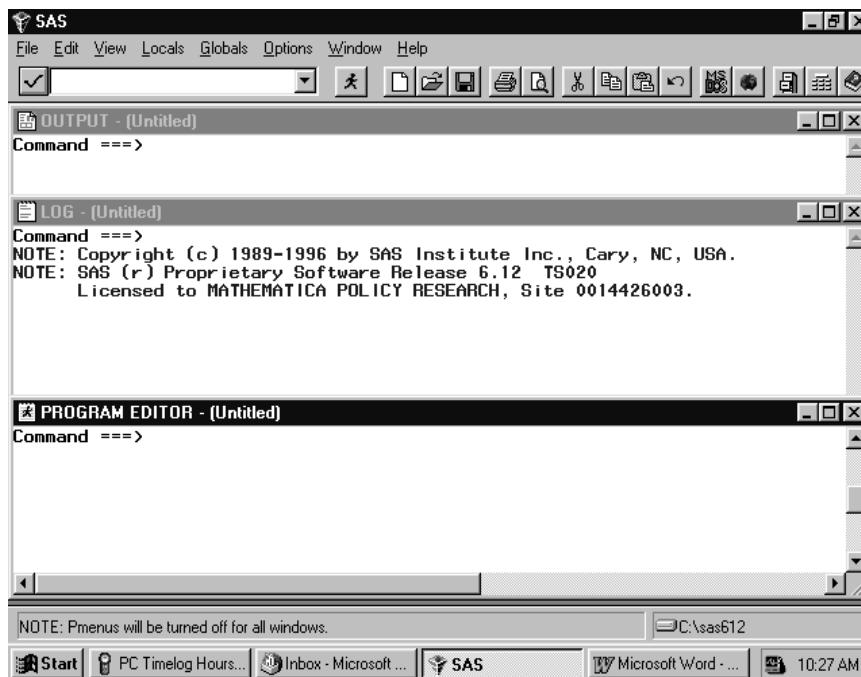 SAS
File Edit View Locals Globals Options Window Help
MS DOS
OUTPUT - (Untitled)
Command ===>
LOG - (Untitled)
Command ===>
NOTE: Copyright (c) 1989-1996 by SAS Institute Inc., Cary, NC, USA.
NOTE: SAS (r) Proprietary Software Release 6.12 TS020
Licensed to MATHEMATICA POLICY RESEARCH, Site 0014426003.
PROGRAM EDITOR - (Untitled)
Command ===>
NOTE: Pmenus will be turned off for all windows. C:\sas612
Start PC Timelog Hours... Inbox - Microsoft ... SAS Microsoft Word - ... 10:27 AM